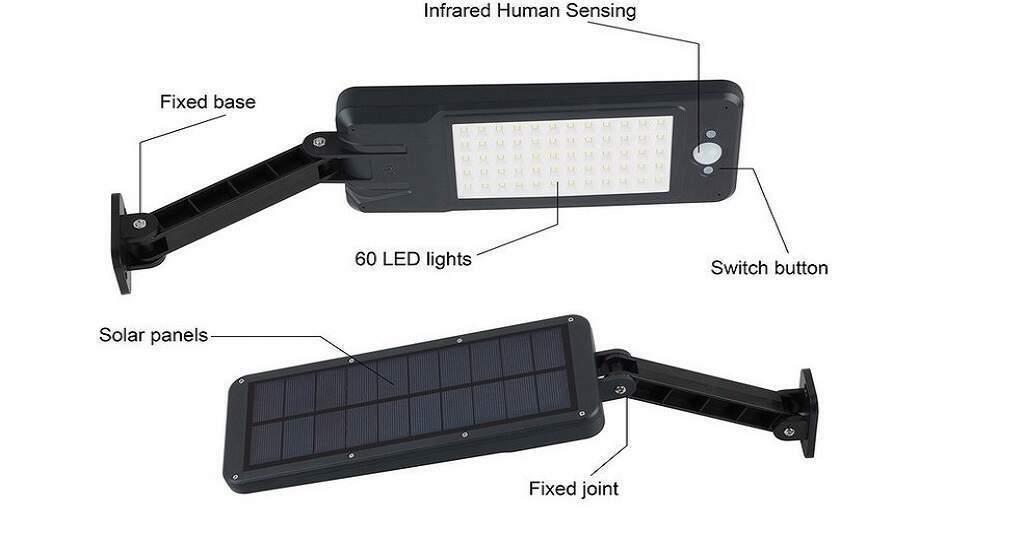 Infrared Human Sensing
Fixed base
60 LED lights
Switch button
Solar panels
Fixed joint